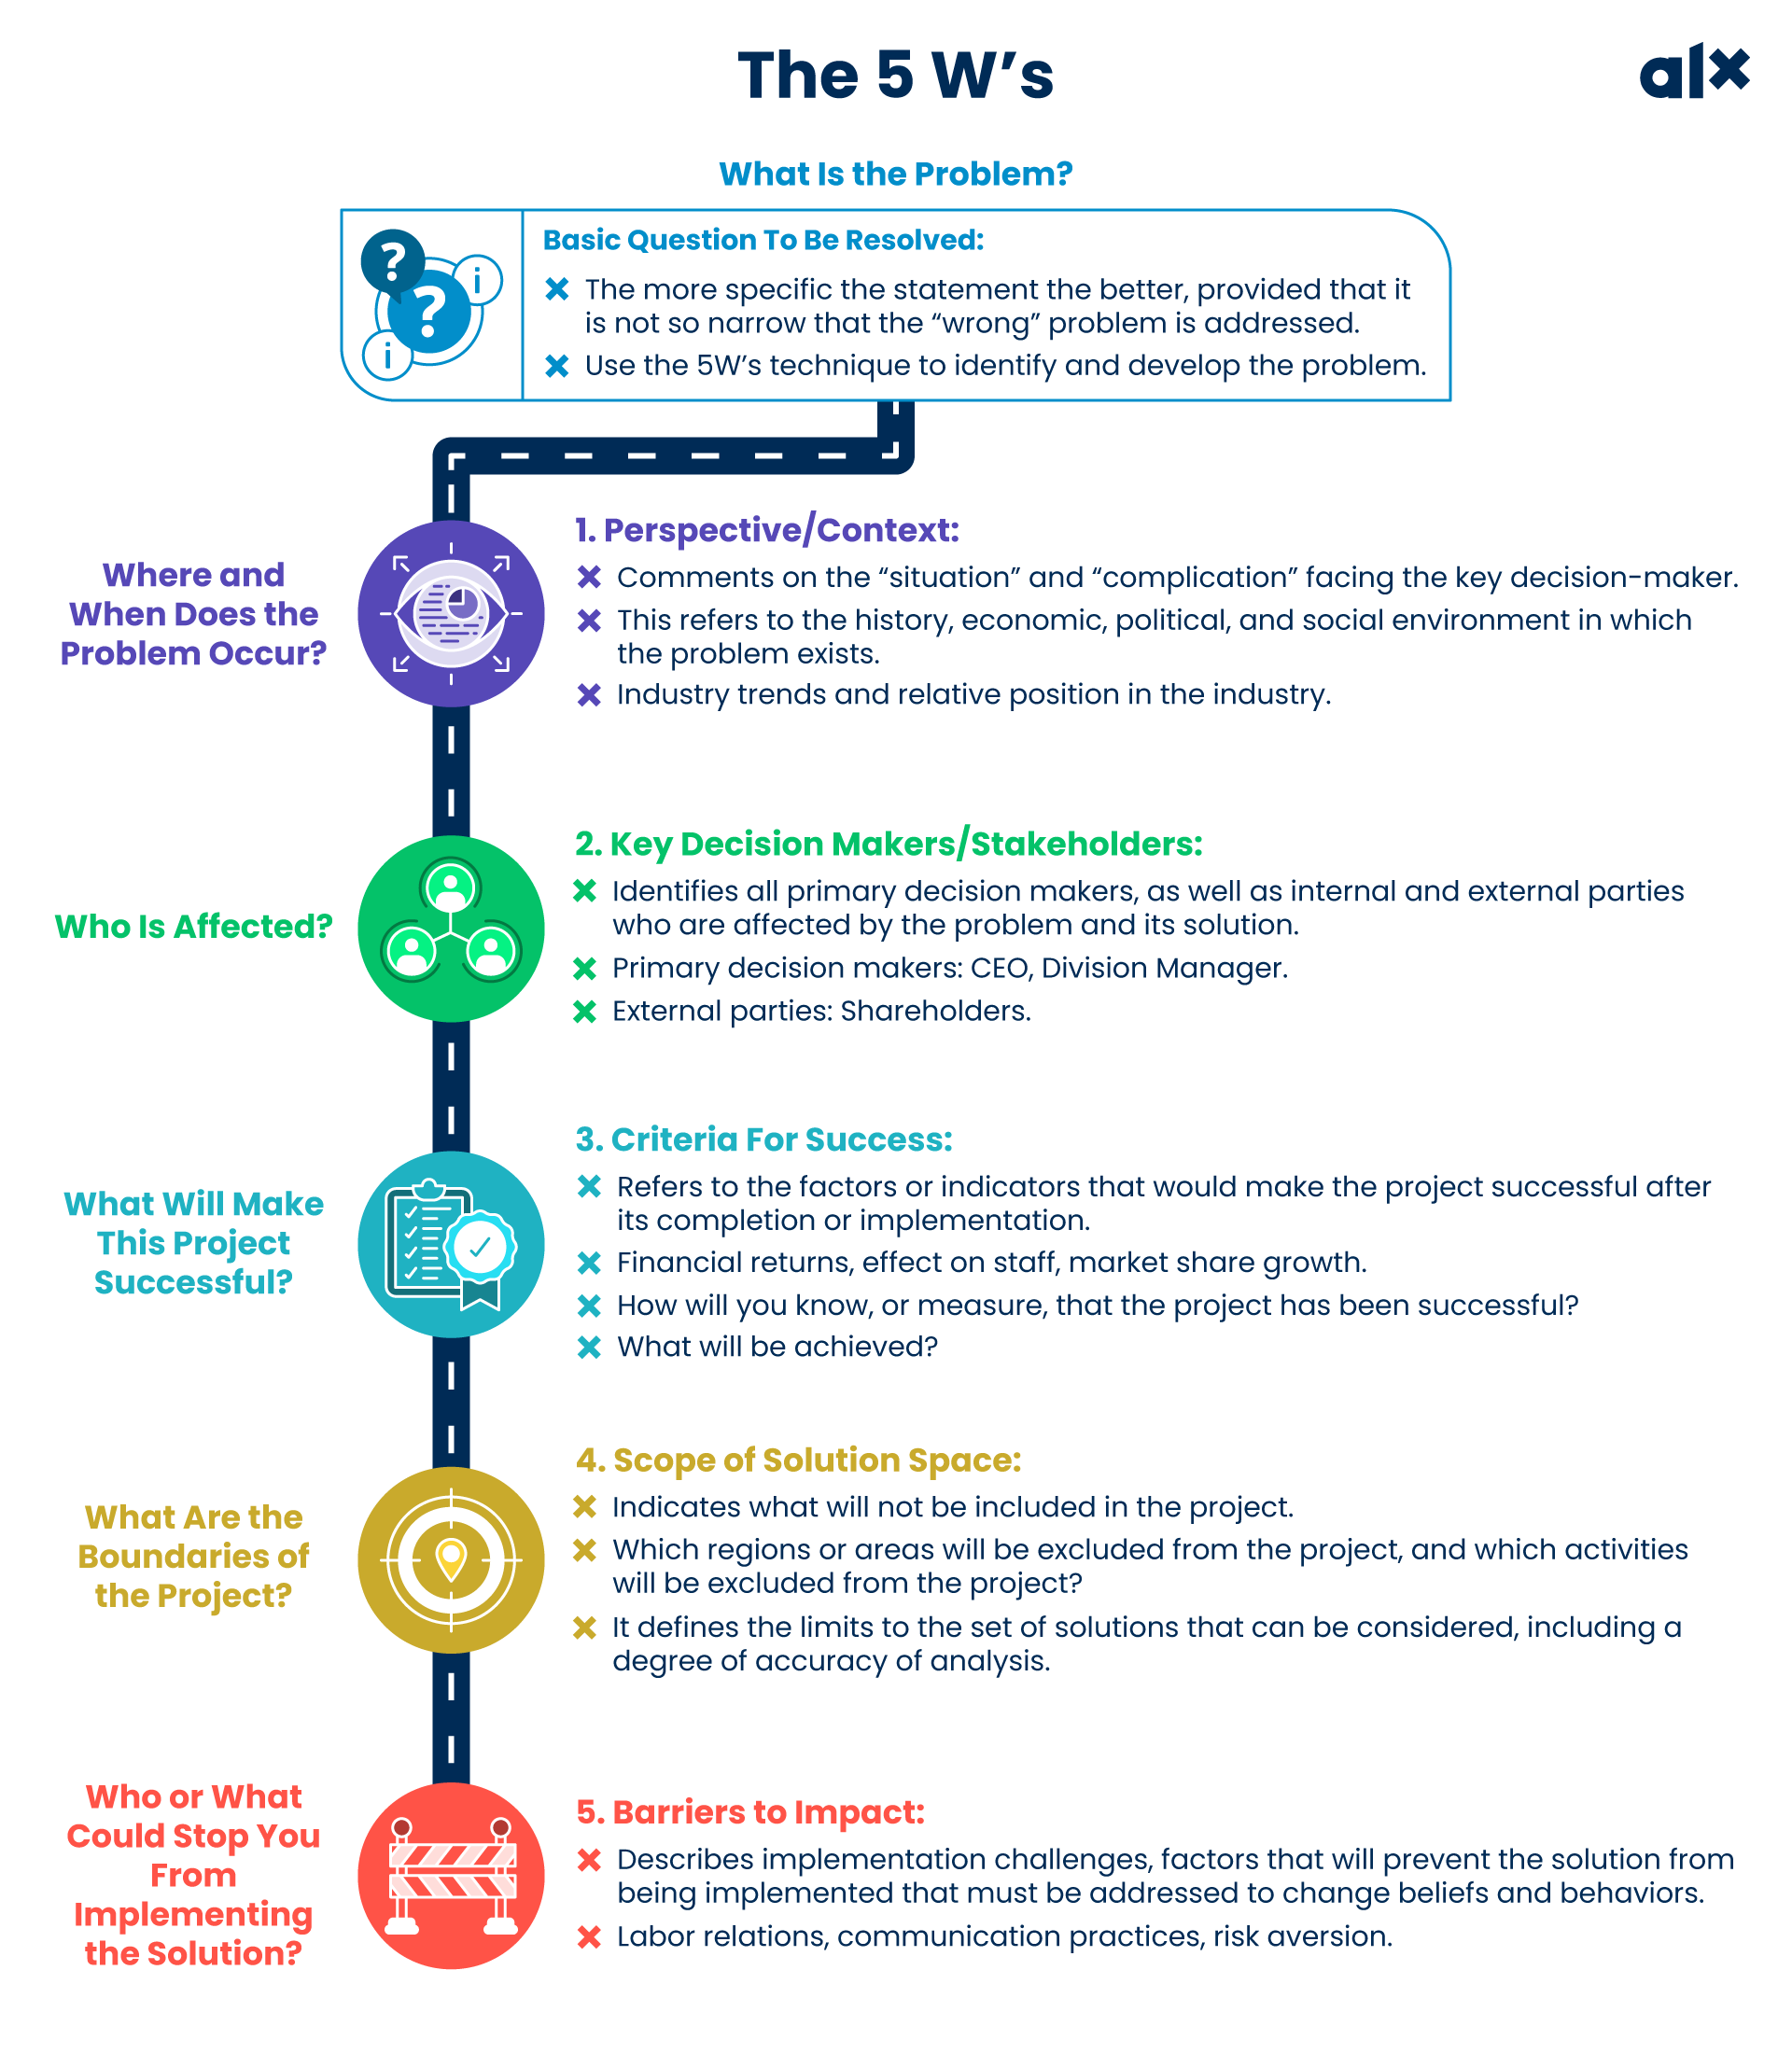 The 5 W’s
alx
What Is the Problem?
Basic Question To Be Resolved:
The more specific the statement the better, provided that it
is not so narrow that the “wrong” problem is addressed.
Use the 5W’s technique to identify and develop the problem.
? ? i i
Where and
When Does the
Problem Occur?
1. Perspective/Context:
Comments on the “situation” and “complication” facing the key decision-maker.
This refers to the history, economic, political, and social environment in which
the problem exists.
Industry trends and relative position in the industry.
Who Is Affected?
2. Key Decision Makers/Stakeholders:
Identifies all primary decision makers, as well as internal and external parties
who are affected by the problem and its solution.
Primary decision makers: CEO, Division Manager.
External parties: Shareholders.
What Will Make
This Project
Successful?
3. Criteria For Success:
Refers to the factors or indicators that would make the project successful after
its completion or implementation.
Financial returns, effect on staff, market share growth.
How will you know, or measure, that the project has been successful?
What will be achieved?
What Are the
Boundaries of
the Project?
4. Scope of Solution Space:
Indicates what will not be included in the project.
Which regions or areas will be excluded from the project, and which activities
will be excluded from the project?
It defines the limits to the set of solutions that can be considered, including a
degree of accuracy of analysis.
Who or What
Could Stop You
From
Implementing
the Solution?
5. Barriers to Impact:
Describes implementation challenges, factors that will prevent the solution from
being implemented that must be addressed to change beliefs and behaviors.
Labor relations, communication practices, risk aversion.